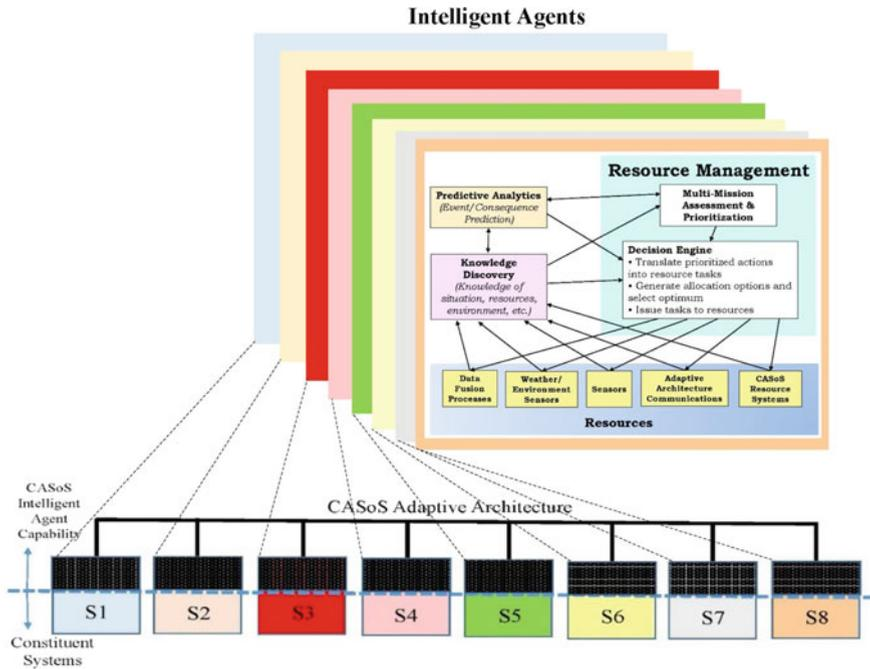 Intelligent Agents
Resource Management
Predictive Analytics
(Event/Consequence
Prediction)
Multi-Mission
Assessment &
Prioritization
Knowledge
Discovery
(Knowledge of
situation, resources,
environment, etc.)
Decision Engine
• Translate prioritized actions
into resource tasks
• Generate allocation options and
select optimum
• Issue tasks to resources
Data
Fusion
Processes
Weather/
Environment
Sensors
Sensors
Adaptive
Architecture
Communications
CASoS
Resource
Systems
Resources
CASoS
Intelligent
Agent
Capability
CASoS Adaptive Architecture
S1
S2
S3
S4
S5
S6
S7
S8
Constituent
Systems